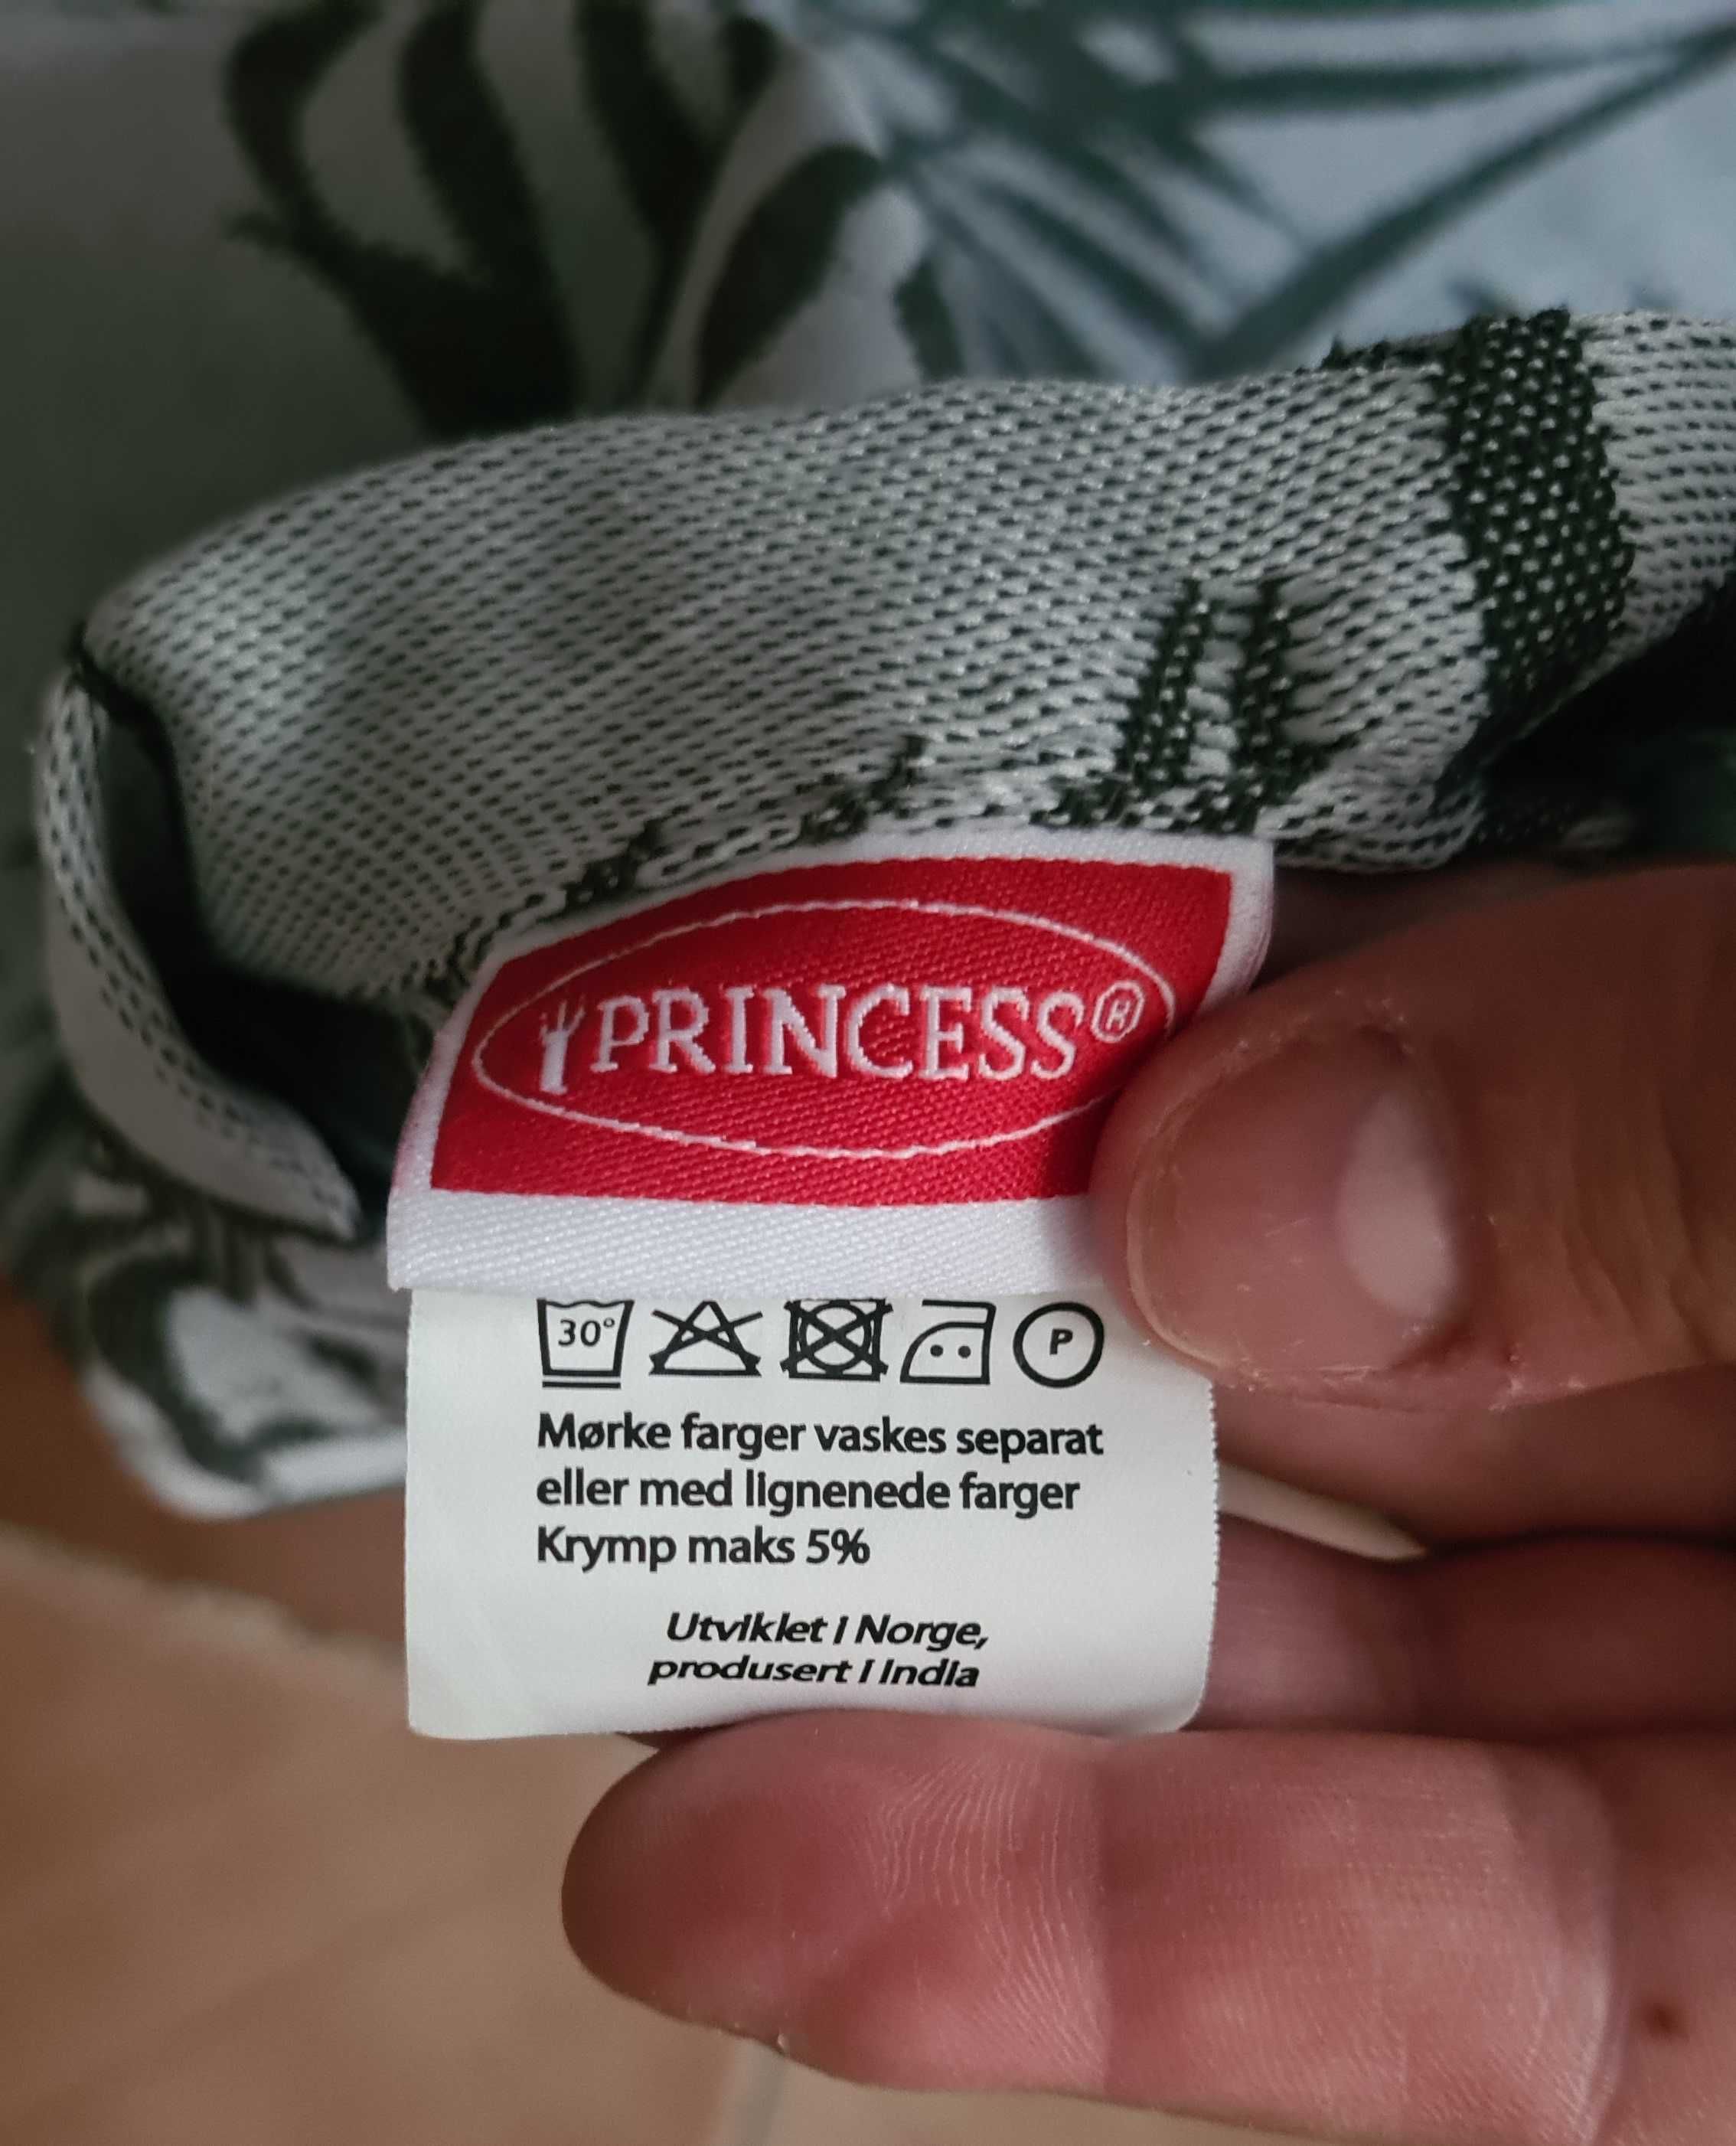 PRINCESS®
30°
P
Mørke farger vaskes separat
eller med lignenede farger
Krymp maks 5%
Utviklet i Norge,
produsert i India